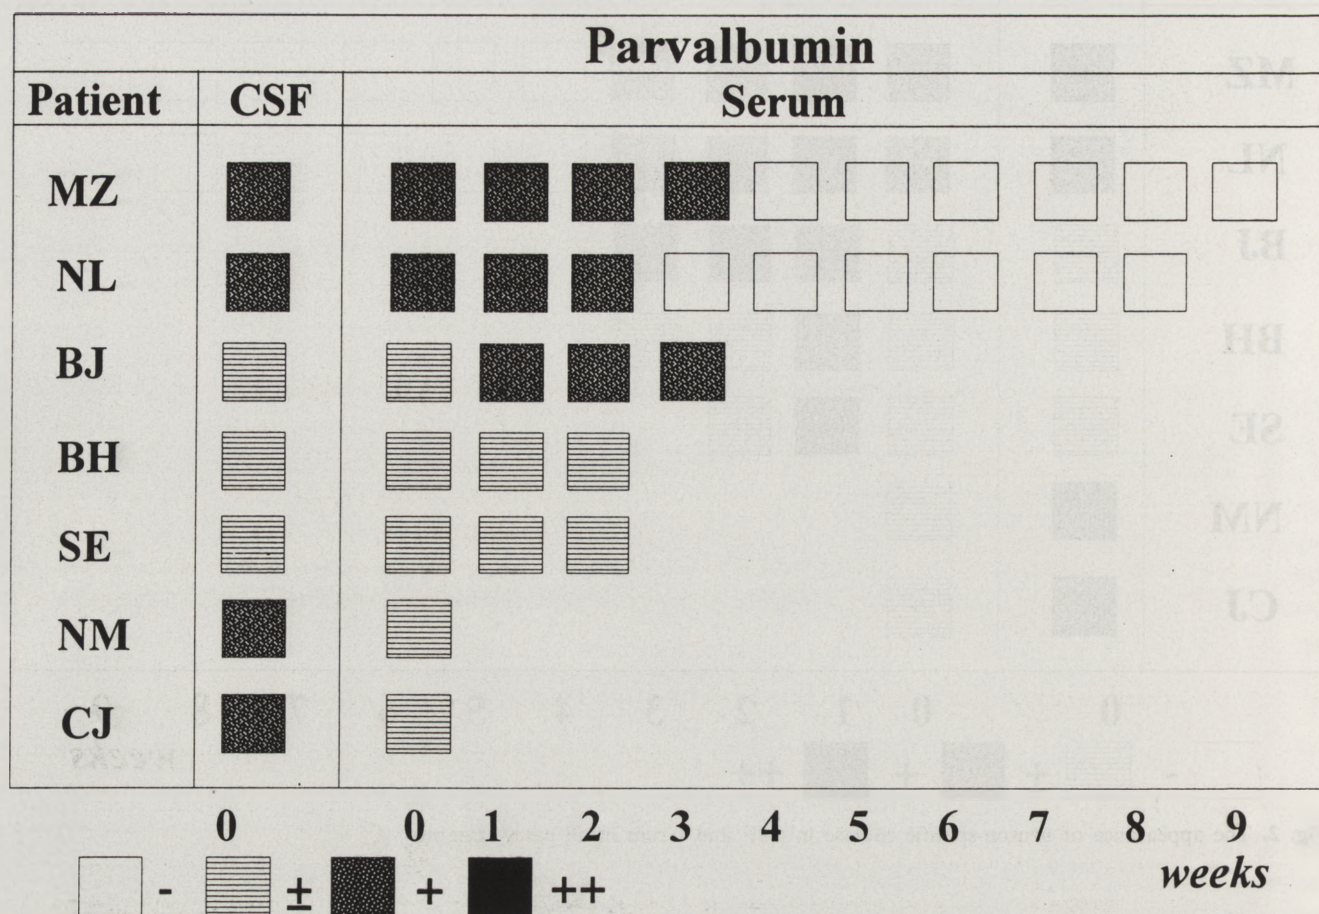 Parvalbumin
Patient CSF Serum
MZ
NL
BJ
BH
SE
NM
CJ
0 0 1 2 3 4 5 6 7 8 9
- ± + ++ weeks